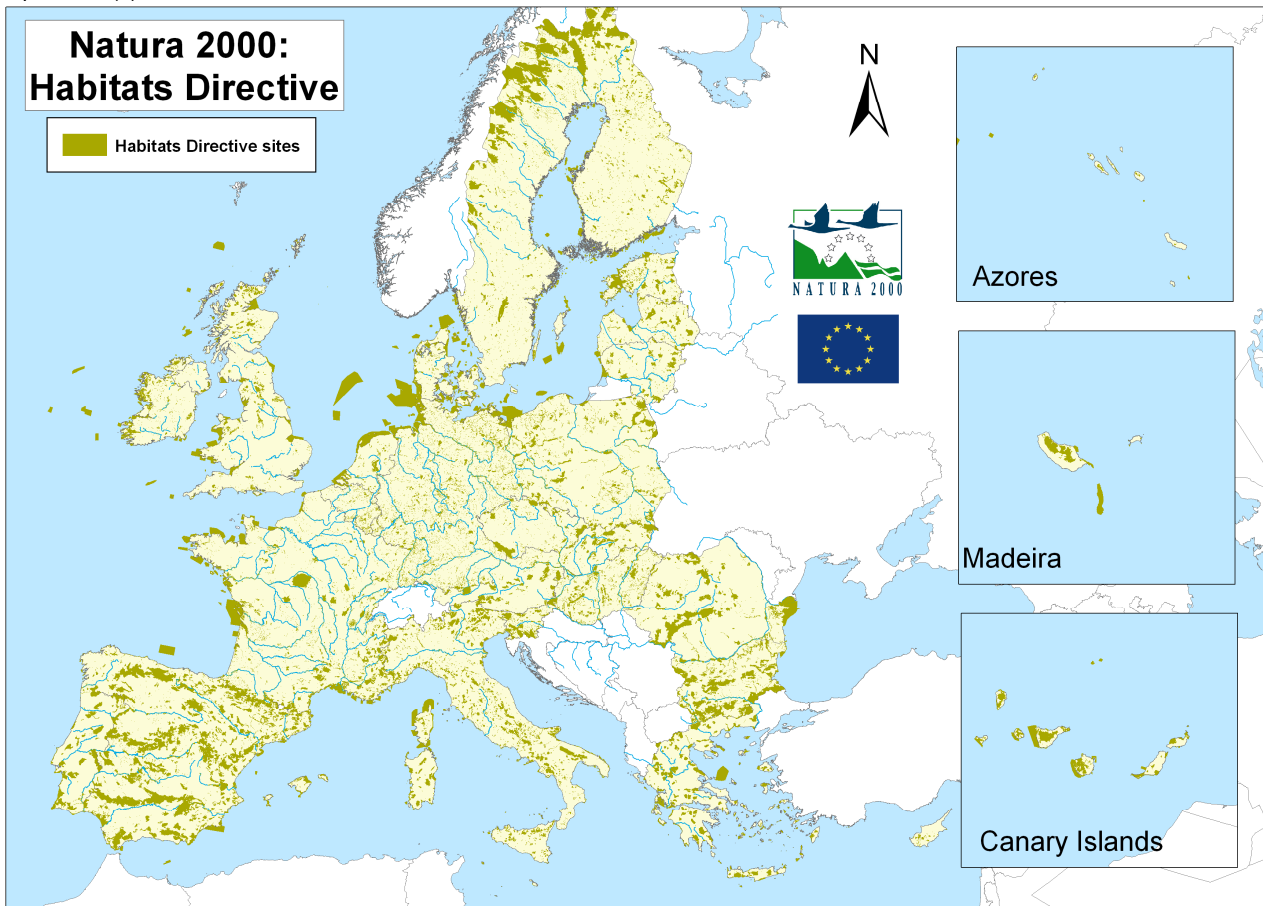 Natura 2000:
Habitats Directive
Habitats Directive sites
N
NATURA 2000
Azores
Madeira
Canary Islands